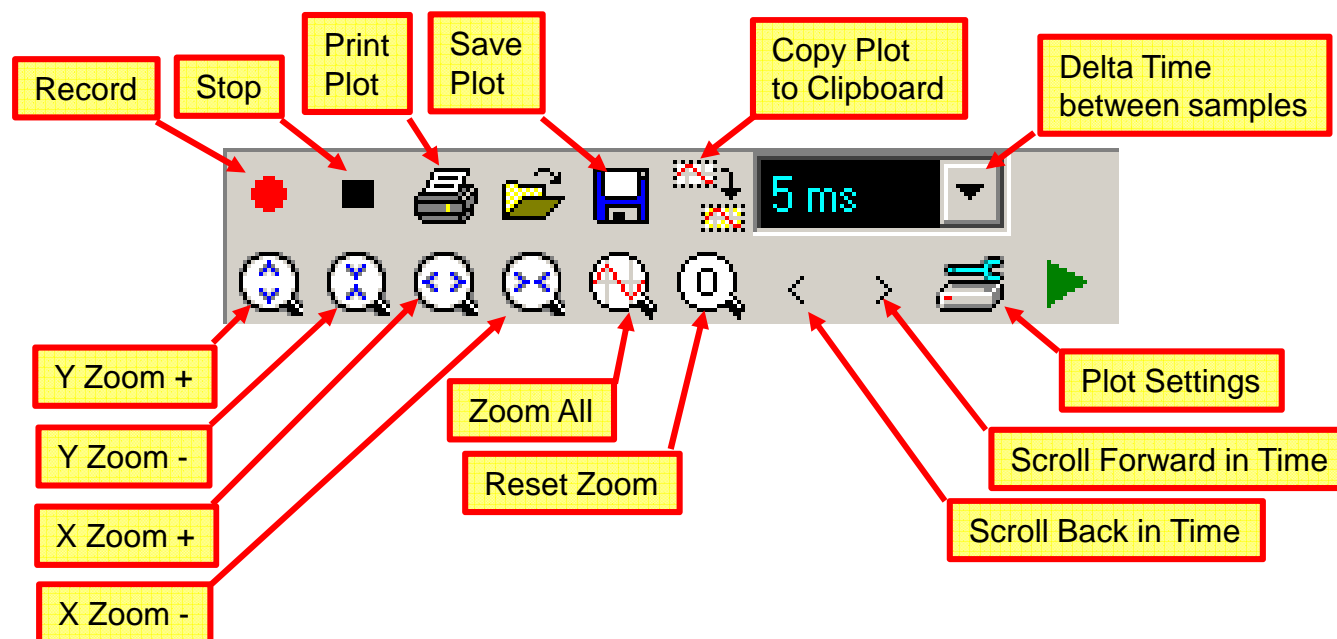 Record
Stop
Print
Plot
Save
Plot
Copy Plot
to Clipboard
Delta Time
between samples
5 ms
0
Y Zoom +
Y Zoom -
X Zoom +
X Zoom -
Zoom All
Reset Zoom
Plot Settings
Scroll Forward in Time
Scroll Back in Time